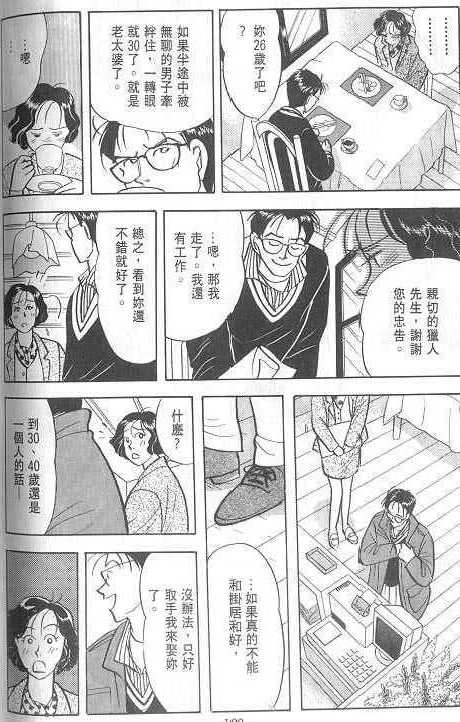 ………
………
妳26歲了吧
?
如果半途中被
無聊的男子牽
絆住,一轉眼
就30了。就是
老太婆了。
…嗯
親切的獵人
先生,謝謝
您的忠告。
…嗯,那我
走了。我還
有工作。
總之,看到妳還
不錯就好了。
…如果真的不能
和掛居和好,
什麼?
到30、40歲還是
一個人的話—
沒辦法,只好
取手我來娶妳
了。